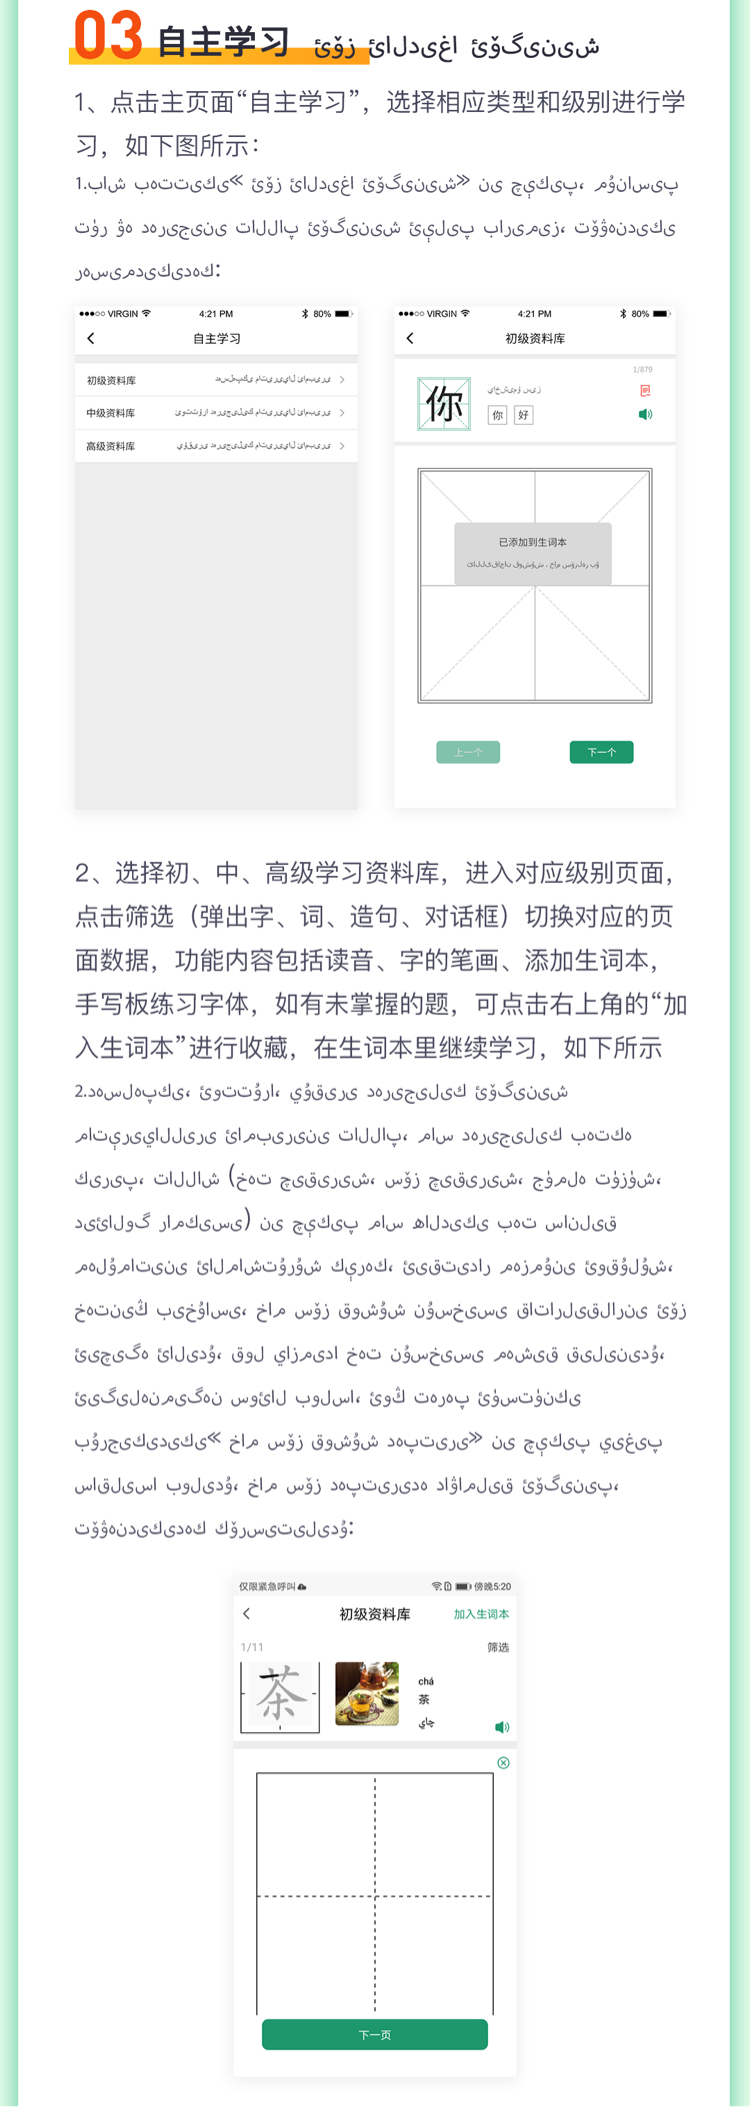 03 自主学习 ئۆز ئالدىغا ئۆگىنىش
1、点击主页面“自主学习”，选择相应类型和级别进行学
习，如下图所示：
1.باش بەتتىكى «ئۆز ئالدىغا ئۆگىنىش» نى چېكىپ، مۇناسىپ
تۈر ۋە دەرىجىنى تاللاپ ئۆگىنىش ئېلىپ بارىمىز، تۆۋەندىكى
رەسىمدىكىدەك:
VIRGIN 4:21 PM 80%
自主学习
初级资料库
中级资料库
高级资料库
VIRGIN 4:21 PM 80%
初级资料库
1/879
你
你 好
已添加到生词本
上一个 下一个
2、选择初、中、高级学习资料库，进入对应级别页面，
点击筛选（弹出字、词、造句、对话框）切换对应的页
面数据，功能内容包括读音、字的笔画、添加生词本，
手写板练习字体，如有未掌握的题，可点击右上角的“加
入生词本”进行收藏，在生词本里继续学习，如下所示
2.دەسلەپكى، ئوتتۇرا، يۇقىرى دەرىجىلىك ئۆگىنىش
ماتېرىياللىرى ئامبىرىنى تاللاپ، ماس دەرىجىلىك بەتكە
كىرىپ، تاللاش (خەت چىقىرىش، سۆز چىقىرىش، جۈملە تۈزۈش،
دىئالوگ رامكىسى) نى چېكىپ ماس ھالدىكى بەت سانلىق
مەلۇماتىنى ئالماشتۇرۇش كېرەك، ئىقتىدار مەزمۇنى ئوقۇلۇش،
خەتنىڭ بىخۇاسى، خام سۆز قوشۇش نۇسخىسى قاتارلىقلارنى ئۆز
ئىچىگە ئالىدۇ، قول يازما خەت نۇسخىسى مەشىق قىلىنىدۇ،
ئىگىلەنمىگەن سوئال بولسا، ئوڭ تەرەپ ئۈستۈنكى
بۇرجىكىدىكى «خام سۆز قوشۇش دەپتىرى» نى چېكىپ يىغىپ
ساقلىسا بولىدۇ، خام سۆز دەپتىرىدە داۋاملىق ئۆگىنىپ،
تۆۋەندىكىدەك كۆرسىتىلىدۇ:
仅限紧急呼叫 傍晚5:20
初级资料库 加入生词本
1/11 筛选
茶
chá
茶
چاي
下一页